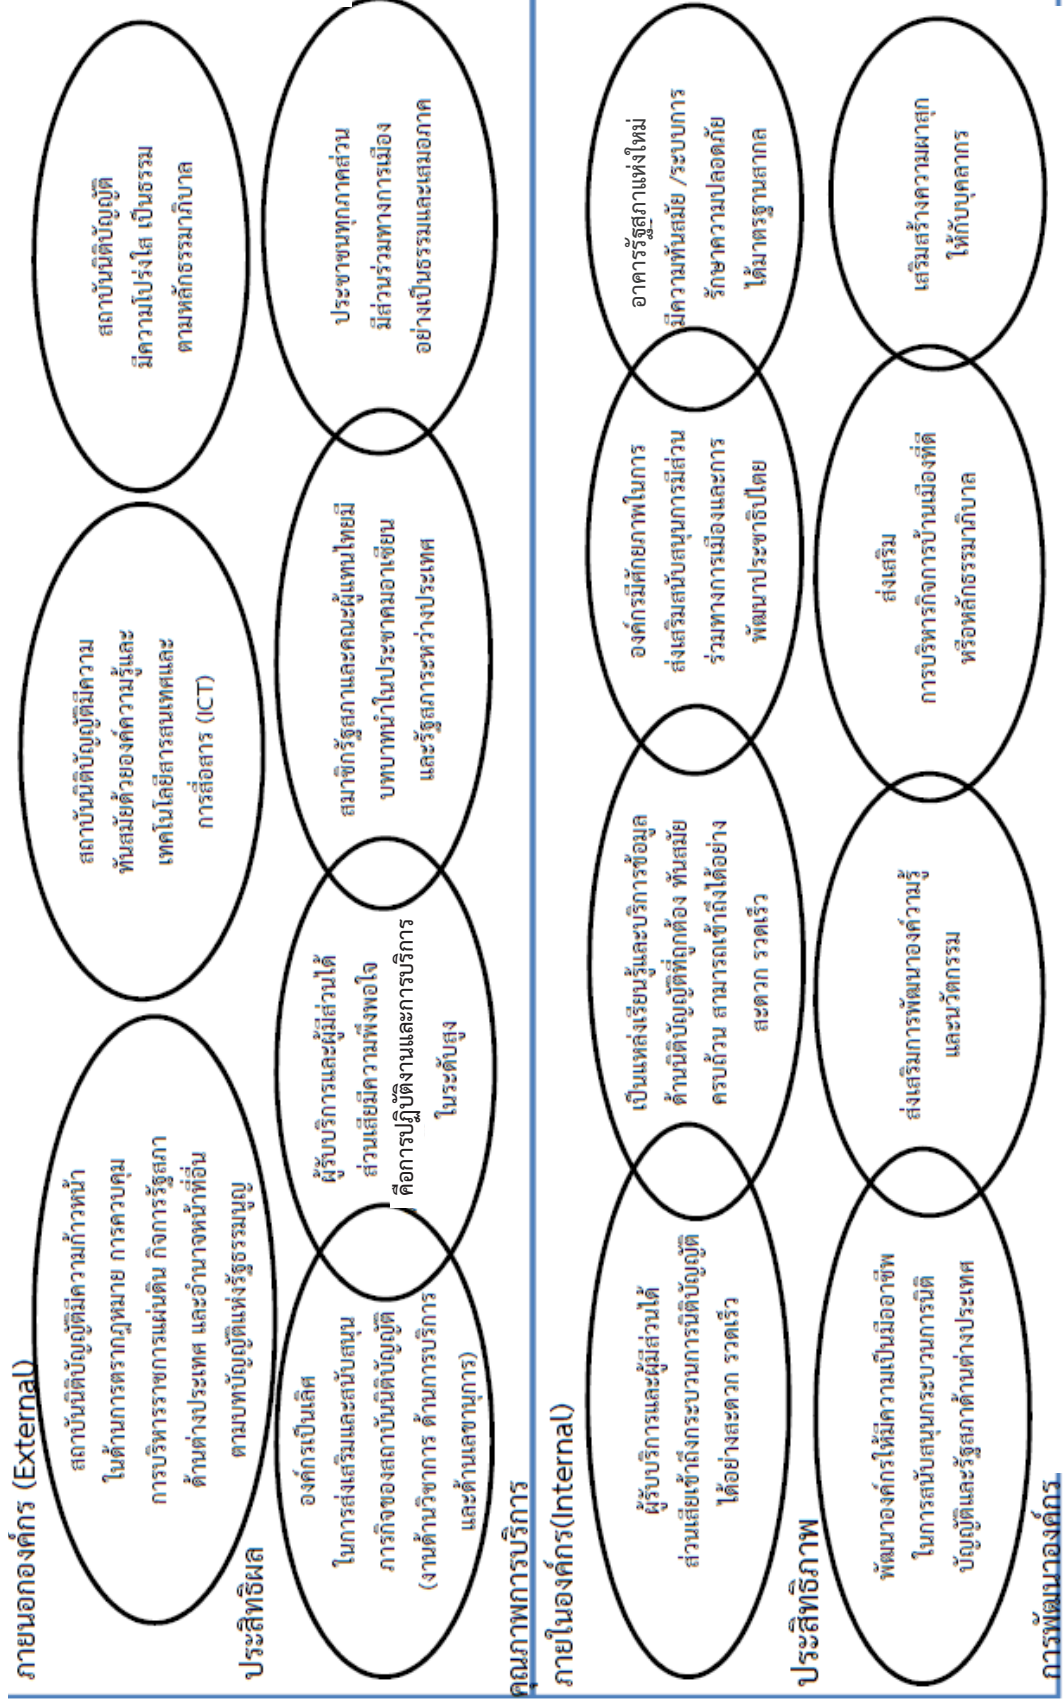 ภายนอกองค์กร (External)
สถาบันนิติบัญญัติมีความก้าวหน้า
ในด้านการตรากฎหมาย การควบคุม
การบริหารราชการแผ่นดิน กิจการรัฐสภา
ด้านต่างประเทศ และอำนาจหน้าที่อื่น
ตามบทบัญญัติแห่งรัฐธรรมนูญ
สถาบันนิติบัญญัติมีความ
ทันสมัยด้วยองค์ความรู้และ
เทคโนโลยีสารสนเทศและ
การสื่อสาร (ICT)
สถาบันนิติบัญญัติ
มีความโปร่งใส เป็นธรรม
ตามหลักธรรมาภิบาล
ประสิทธิผล
องค์กรเป็นเลิศ
ในการส่งเสริมและสนับสนุน
ภารกิจของสถาบันนิติบัญญัติ
(งานด้านวิชาการ ด้านการบริการ
และด้านเลขานุการ)
ผู้รับบริการและผู้มีส่วนได้
ส่วนเสียมีความพึงพอใจ
คือการปฏิบัติงานและการบริการ
ในระดับสูง
สมาชิกรัฐสภาและคณะผู้แทนไทยมี
บทบาทนำในประชาคมอาเซียน
และรัฐสภาระหว่างประเทศ
ประชาชนทุกภาคส่วน
มีส่วนร่วมทางการเมือง
อย่างเป็นธรรมและเสมอภาค
คุณภาพการบริการ
ภายในองค์กร(Internal)
ผู้รับบริการและผู้มีส่วนได้
ส่วนเสียเข้าถึงกระบวนการนิติบัญญัติ
ได้อย่างสะดวก รวดเร็ว
เป็นแหล่งเรียนรู้และบริการข้อมูล
ด้านนิติบัญญัติที่ถูกต้อง ทันสมัย
ครบถ้วน สามารถเข้าถึงได้อย่าง
สะดวก รวดเร็ว
องค์กรมีศักยภาพในการ
ส่งเสริมสนับสนุนการมีส่วน
ร่วมทางการเมืองและการ
พัฒนาประชาธิปไตย
อาคารรัฐสภาแห่งใหม่
มีความทันสมัย /ระบบการ
รักษาความปลอดภัย
ได้มาตรฐานสากล
ประสิทธิภาพ
พัฒนาองค์กรให้มีความเป็นมืออาชีพ
ในการสนับสนุนกระบวนการนิติ
บัญญัติและรัฐสภาด้านต่างประเทศ
ส่งเสริมการพัฒนาองค์ความรู้
และนวัตกรรม
ส่งเสริม
การบริหารกิจการบ้านเมืองที่ดี
หรือหลักธรรมาภิบาล
เสริมสร้างความผาสุก
ให้กับบุคลากร
การพัฒนาองค์กร